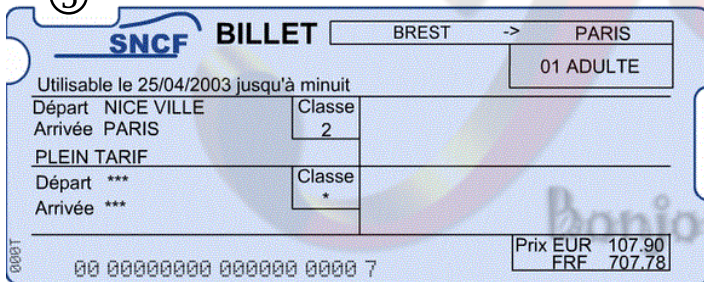 SNCF BILLET BREST -> PARIS
01 ADULTE
Utilisable le 25/04/2003 jusqu'à minuit
Départ NICE VILLE Classe
Arrivée PARIS 2
PLEIN TARIF
Départ *** Classe
Arrivée *** *
Bonjo
Prix EUR 107.90
FRF 707.78
000T
00 00000000 000000 0000 7